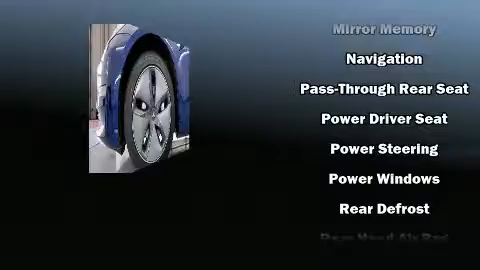 Mirror Memory
Navigation
Pass-Through Rear Seat
Power Driver Seat
Power Steering
Power Windows
Rear Defrost